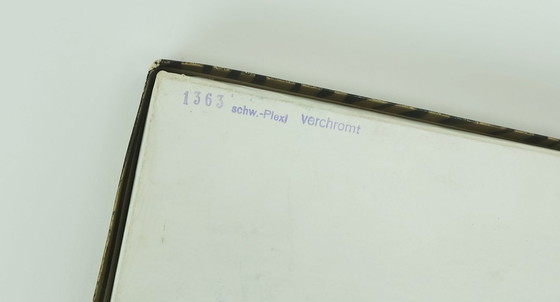 1363 schw.-Plexi Verchromt